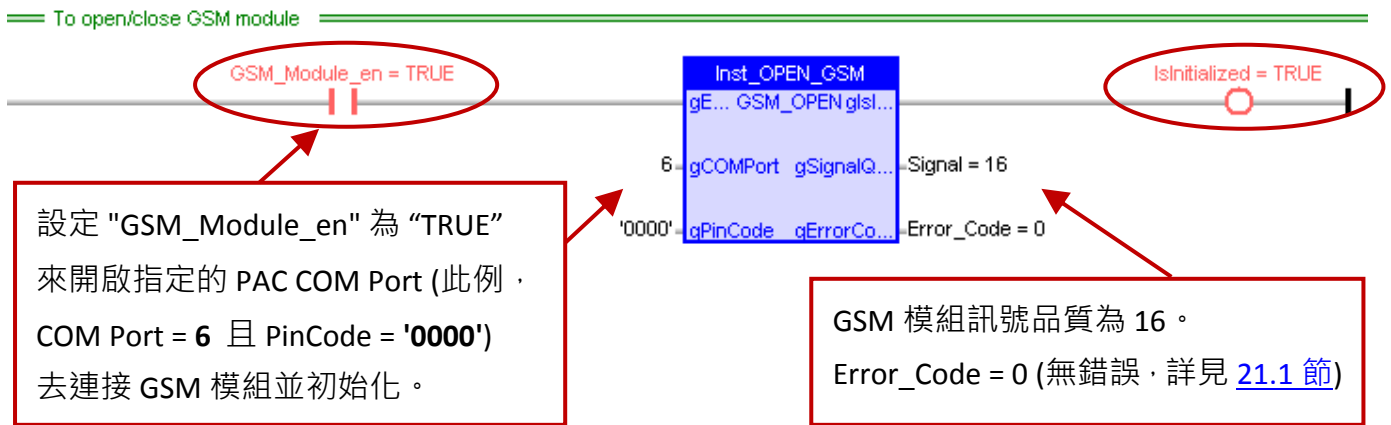 To open/close GSM module
GSM_Module_en = TRUE
Inst_OPEN_GSM
IsInitialized = TRUE
gE... GSM_OPEN gIsI...
6 gCOMPort gSignalQ... Signal = 16
'0000' gPinCode gErrorCo... Error_Code = 0
設定 "GSM_Module_en" 為 “TRUE”
來開啟指定的 PAC COM Port (此例，
COM Port = 6 且 PinCode = '0000')
去連接 GSM 模組並初始化。
GSM 模組訊號品質為 16。
Error_Code = 0 (無錯誤，詳見 21.1 節)